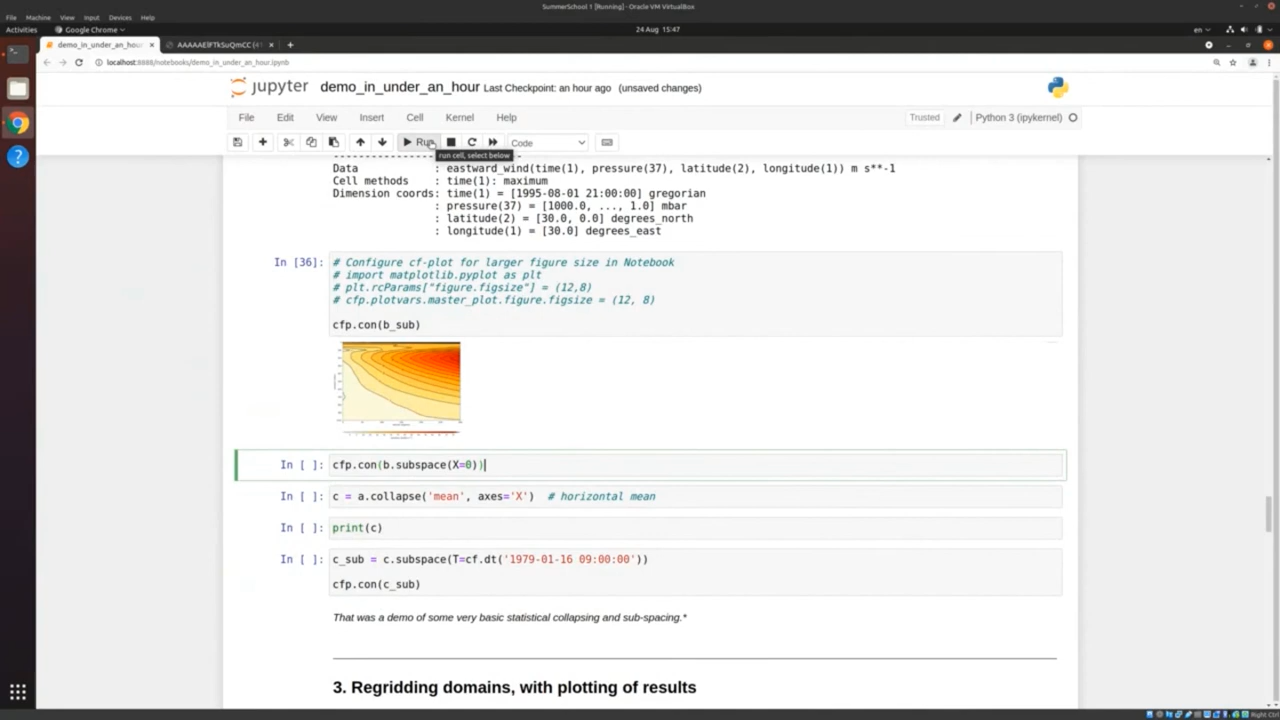 SummerSchool 1 [Running] - Oracle VM VirtualBox
File Machine View Input Devices Help
Activities Google Chrome 24 Aug 15:47 en
demo_in_under_an_hour
localhost:8888/notebooks/demo_in_under_an_hour.ipynb
jupyter demo_in_under_an_hour Last Checkpoint: an hour ago (unsaved changes)
File Edit View Insert Cell Kernel Help Trusted Python 3 (ipykernel)
Run Code
run cell, select below
Data : eastward_wind(time(1), pressure(37), latitude(2), longitude(1)) m s**-1
Cell methods : time(1): maximum
Dimension coords: time(1) = [1995-08-01 21:00:00] gregorian
: pressure(37) = [1000.0, ..., 1.0] mbar
: latitude(2) = [30.0, 0.0] degrees_north
: longitude(1) = [30.0] degrees_east
In [36]: # Configure cf-plot for larger figure size in Notebook
# import matplotlib.pyplot as plt
# plt.rcParams["figure.figsize"] = (12,8)
# cfp.plotvars.master_plot.figure.figsize = (12, 8)
cfp.con(b_sub)
In [ ]: cfp.con(b.subspace(X=0))
In [ ]: c = a.collapse('mean', axes='X') # horizontal mean
In [ ]: print(c)
In [ ]: c_sub = c.subspace(T=cf.dt('1979-01-16 09:00:00'))
cfp.con(c_sub)
That was a demo of some very basic statistical collapsing and sub-spacing.*
3. Regridding domains, with plotting of results
Right Ctrl